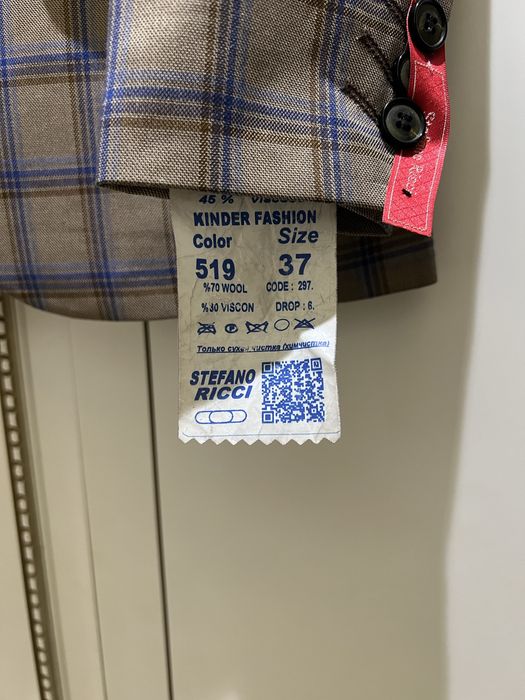 45 %
KINDER FASHION
Color Size
519 37
%70 WOOL CODE : 297.
%30 VISCON DROP : 6.
Только сухая чистка (химчистка)
STEFANO
RICCI